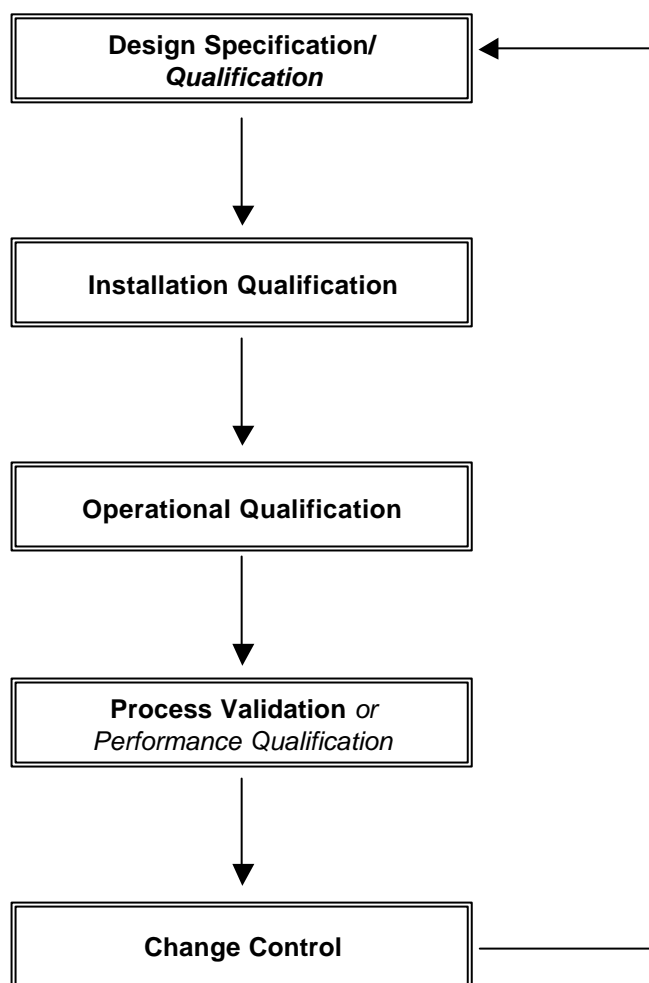 Design Specification/
Qualification
Installation Qualification
Operational Qualification
Process Validation or
Performance Qualification
Change Control